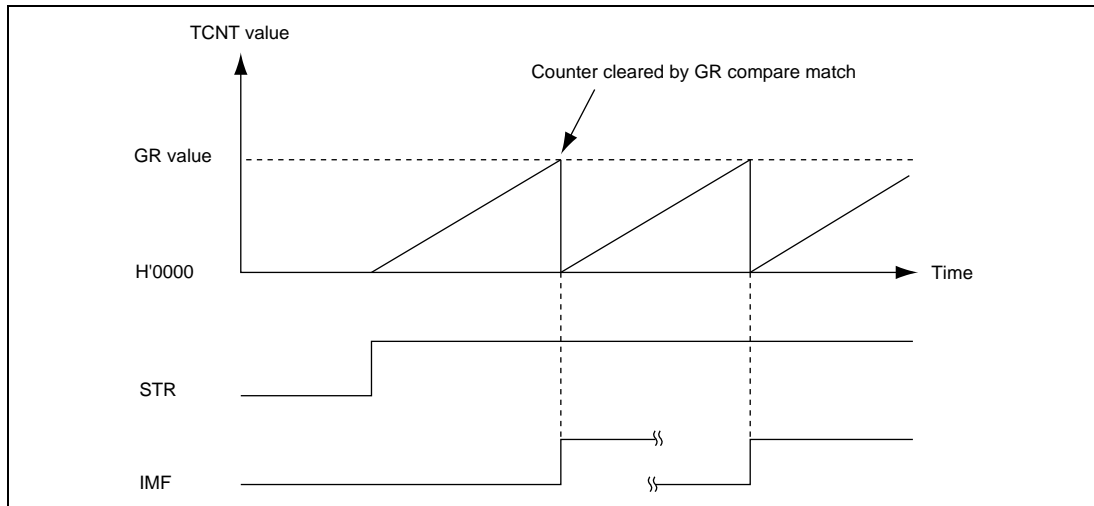 TCNT value
Counter cleared by GR compare match
GR value
H'0000
Time
STR
IMF